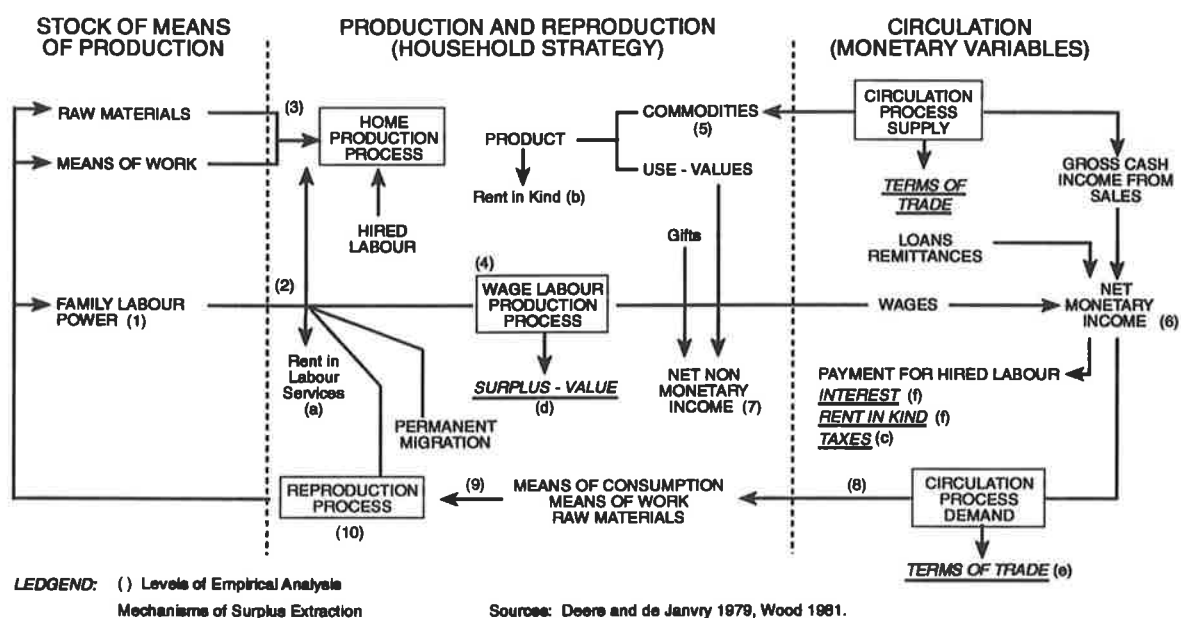 STOCK OF MEANS
OF PRODUCTION
PRODUCTION AND REPRODUCTION
(HOUSEHOLD STRATEGY)
CIRCULATION
(MONETARY VARIABLES)
RAW MATERIALS
(3)
HOME
PRODUCTION
PROCESS
MEANS OF WORK
PRODUCT
COMMODITIES
(5)
USE - VALUES
Rent in Kind (b)
CIRCULATION
PROCESS
SUPPLY
TERMS OF
TRADE
GROSS CASH
INCOME FROM
SALES
HIRED
LABOUR
Gifts
LOANS
REMITTANCES
FAMILY LABOUR
POWER (1)
(2)
(4)
WAGE LABOUR
PRODUCTION
PROCESS
WAGES
NET
MONETARY
INCOME (6)
Rent in
Labour
Services
(a)
SURPLUS - VALUE
(d)
NET NON
MONETARY
INCOME (7)
PAYMENT FOR HIRED LABOUR
INTEREST (f)
RENT IN KIND (f)
TAXES (c)
PERMANENT
MIGRATION
REPRODUCTION
PROCESS
(10)
(9)
MEANS OF CONSUMPTION
MEANS OF WORK
RAW MATERIALS
(8)
CIRCULATION
PROCESS
DEMAND
TERMS OF TRADE (e)
LEDGEND: ( ) Levels of Empirical Analysis
Mechanisms of Surplus Extraction
Sources: Deere and de Janvry 1979, Wood 1981.